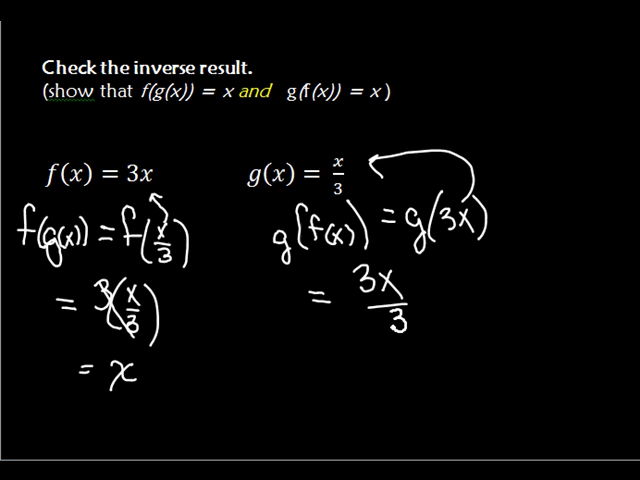 Check the inverse result.
(show that f(g(x)) = x and g(f(x)) = x )
f(x) = 3x
g(x) = x/3
f(g(x)) = f(x/3)
= 3(x/3)
= x
g(f(x)) = g(3x)
= 3x/3